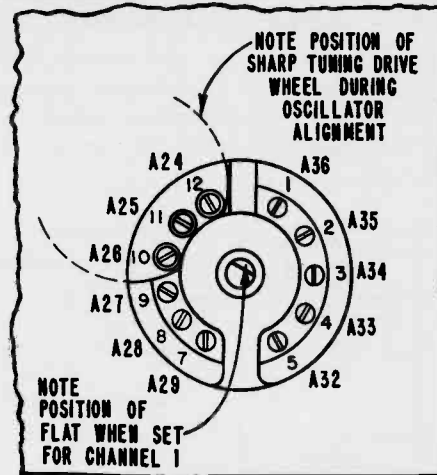 NOTE POSITION OF
SHARP TUNING DRIVE
WHEEL DURING
OSCILLATOR
ALIGNMENT
A24
A36
12
1
A25
11
2
A35
A26
10
3
A34
A27
9
4
A33
A28
8
7
5
A29
A32
NOTE
POSITION OF
FLAT WHEN SET
FOR CHANNEL 1